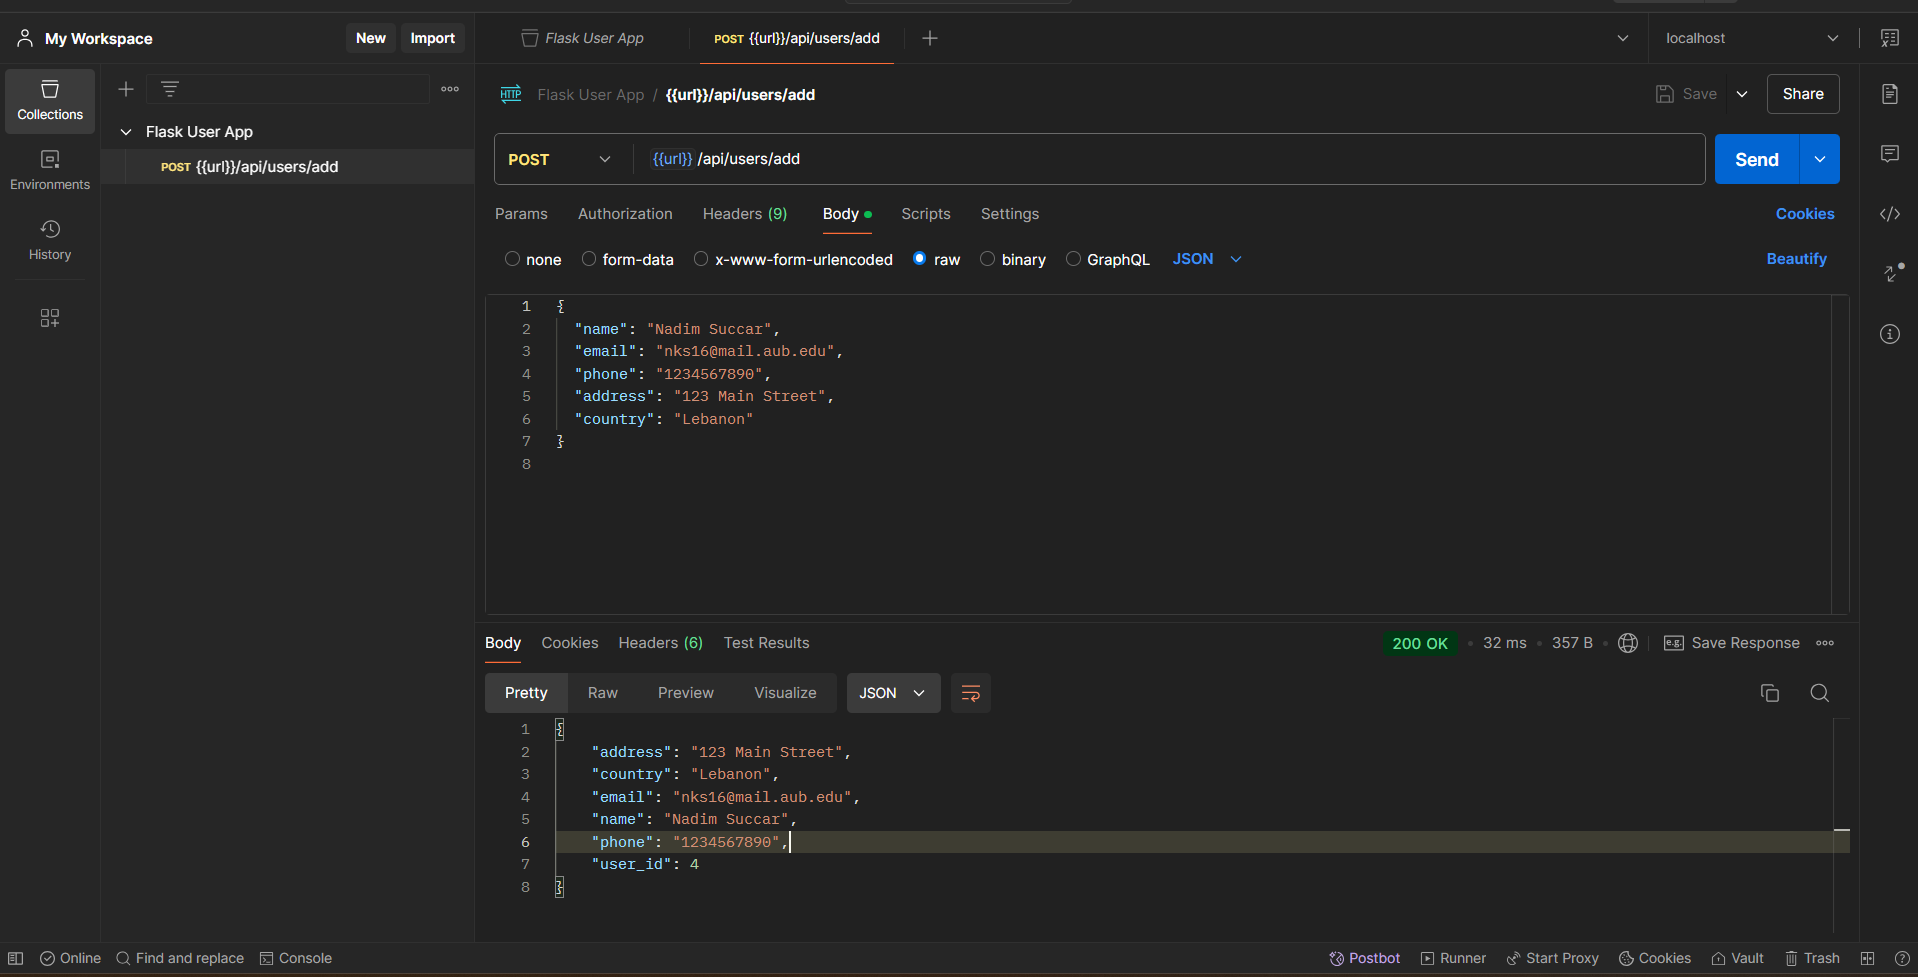 My Workspace New Import
Flask User App POST {{url}}/api/users/add localhost
Collections
Environments
History
Flask User App
POST {{url}}/api/users/add
HTTP Flask User App / {{url}}/api/users/add Save Share
POST {{url}} /api/users/add Send
Params Authorization Headers (9) Body Scripts Settings Cookies
none form-data x-www-form-urlencoded raw binary GraphQL JSON Beautify
1 {
2 "name": "Nadim Succar",
3 "email": "nks16@mail.aub.edu",
4 "phone": "1234567890",
5 "address": "123 Main Street",
6 "country": "Lebanon"
7 }
8
Body Cookies Headers (6) Test Results 200 OK • 32 ms • 357 B • e.g. Save Response
Pretty Raw Preview Visualize JSON
1 {
2 "address": "123 Main Street",
3 "country": "Lebanon",
4 "email": "nks16@mail.aub.edu",
5 "name": "Nadim Succar",
6 "phone": "1234567890",
7 "user_id": 4
8 }
Online Find and replace Console Postbot Runner Start Proxy Cookies Vault Trash